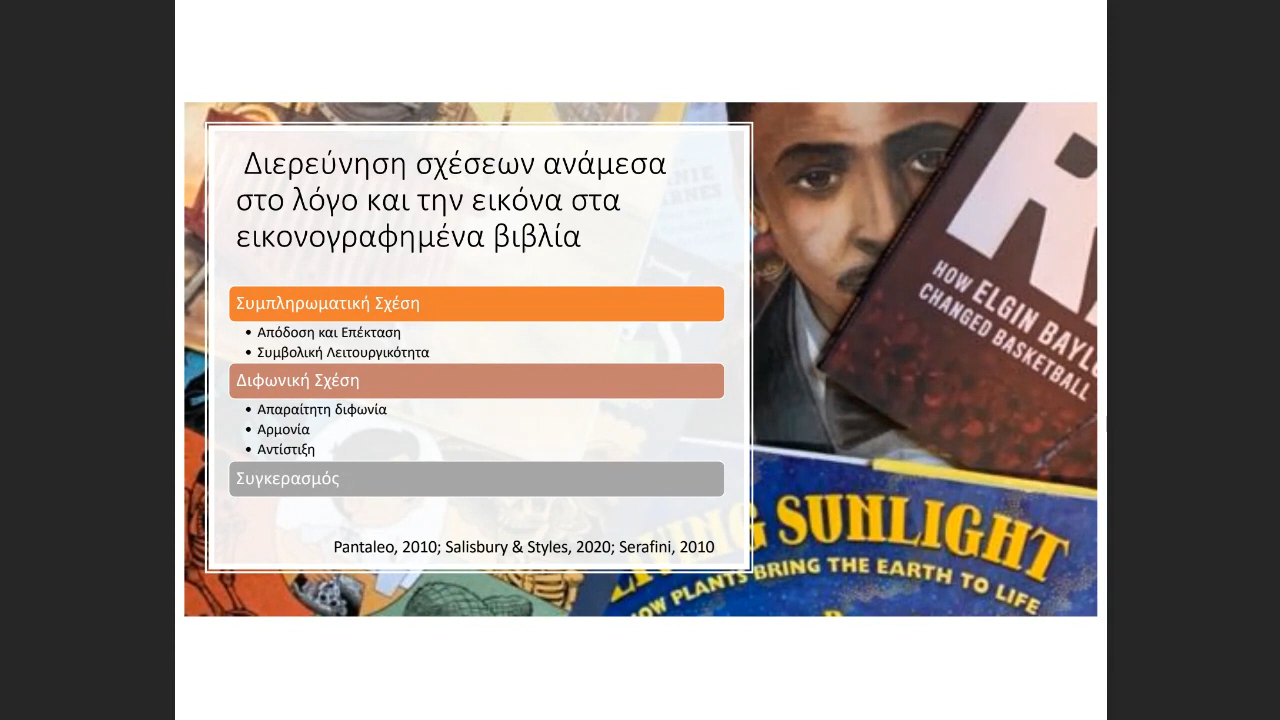 Διερεύνηση σχέσεων ανάμεσα
στο λόγο και την εικόνα στα
εικονογραφημένα βιβλία
Συμπληρωματική Σχέση
• Απόδοση και Επέκταση
• Συμβολική Λειτουργικότητα
Διφωνική Σχέση
• Απαραίτητη διφωνία
• Αρμονία
• Αντίστιξη
Συγκερασμός
Pantaleo, 2010; Salisbury & Styles, 2020; Serafini, 2010
HOW ELGIN BAYLO
CHANGED BASKETBALL
LIVING SUNLIGHT
HOW PLANTS BRING THE EARTH TO LIFE